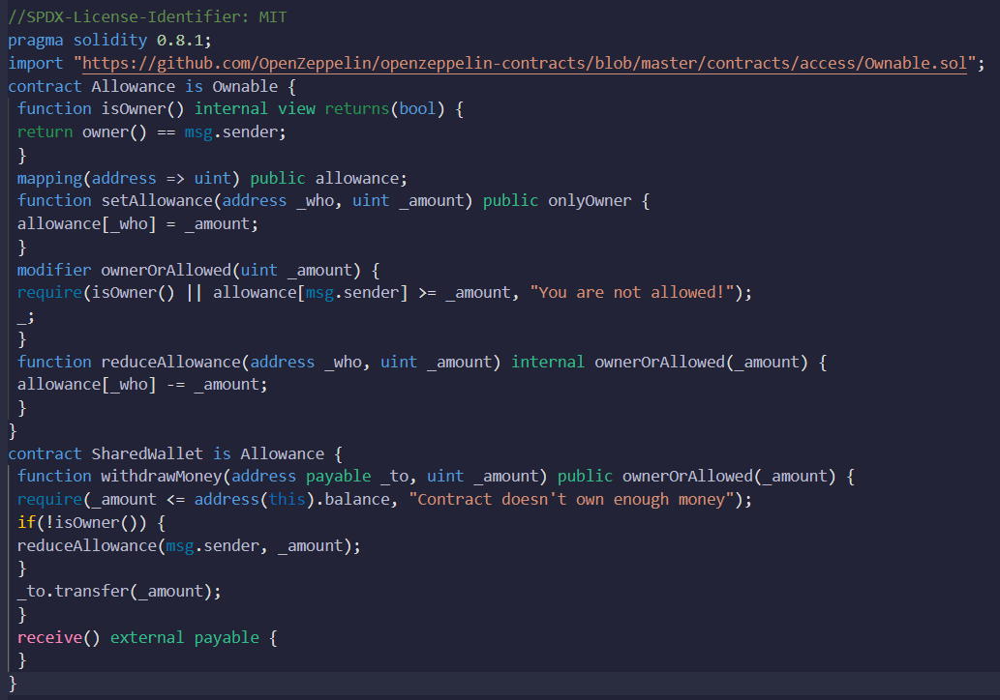 //SPDX-License-Identifier: MIT
pragma solidity 0.8.1;
import "https://github.com/OpenZeppelin/openzeppelin-contracts/blob/master/contracts/access/Ownable.sol";
contract Allowance is Ownable {
function isOwner() internal view returns(bool) {
return owner() == msg.sender;
}
mapping(address => uint) public allowance;
function setAllowance(address _who, uint _amount) public onlyOwner {
allowance[_who] = _amount;
}
modifier ownerOrAllowed(uint _amount) {
require(isOwner() || allowance[msg.sender] >= _amount, "You are not allowed!");
_;
}
function reduceAllowance(address _who, uint _amount) internal ownerOrAllowed(_amount) {
allowance[_who] -= _amount;
}
}
contract SharedWallet is Allowance {
function withdrawMoney(address payable _to, uint _amount) public ownerOrAllowed(_amount) {
require(_amount <= address(this).balance, "Contract doesn't own enough money");
if(!isOwner()) {
reduceAllowance(msg.sender, _amount);
}
_to.transfer(_amount);
}
receive() external payable {
}
}